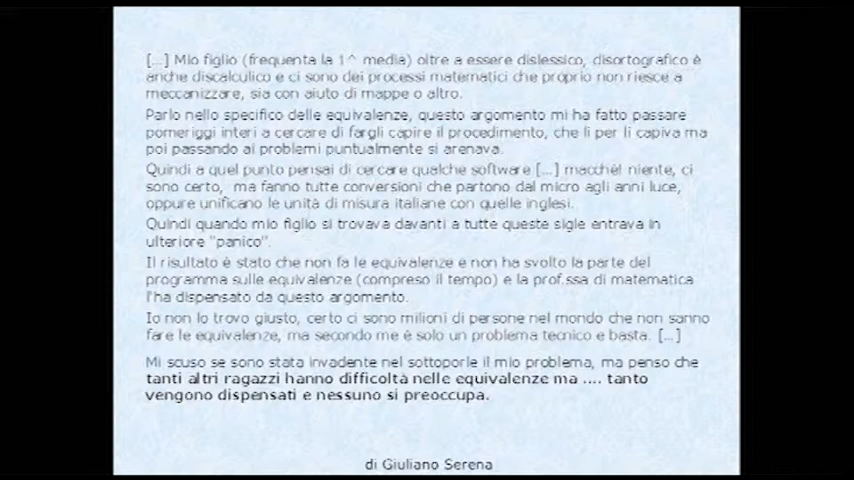 [...] Mio figlio (frequenta la 1^ media) oltre a essere dislessico, disortografico è
anche discalculico e ci sono dei processi matematici che proprio non riesce a
meccanizzare, sia con aiuto di mappe o altro.
Parlo nello specifico delle equivalenze, questo argomento mi ha fatto passare
pomeriggi interi a cercare di fargli capire il procedimento, che li per li capiva ma
poi passando ai problemi puntualmente si arenava.
Quindi a quel punto pensai di cercare qualche software [...] macchè! niente, ci
sono certo, ma fanno tutte conversioni che partono dal micro agli anni luce,
oppure unificano le unità di misura italiane con quelle inglesi.
Quindi quando mio figlio si trovava davanti a tutte queste sigle entrava in
ulteriore "panico".
Il risultato è stato che non fa le equivalenze e non ha svolto la parte del
programma sulle equivalenze (compreso il tempo) e la prof.ssa di matematica
l'ha dispensato da questo argomento.
Io non lo trovo giusto, certo ci sono milioni di persone nel mondo che non sanno
fare le equivalenze, ma secondo me è solo un problema tecnico e basta. [...]
Mi scuso se sono stata invadente nel sottoporle il mio problema, ma penso che
tanti altri ragazzi hanno difficoltà nelle equivalenze ma .... tanto
vengono dispensati e nessuno si preoccupa.
di Giuliano Serena